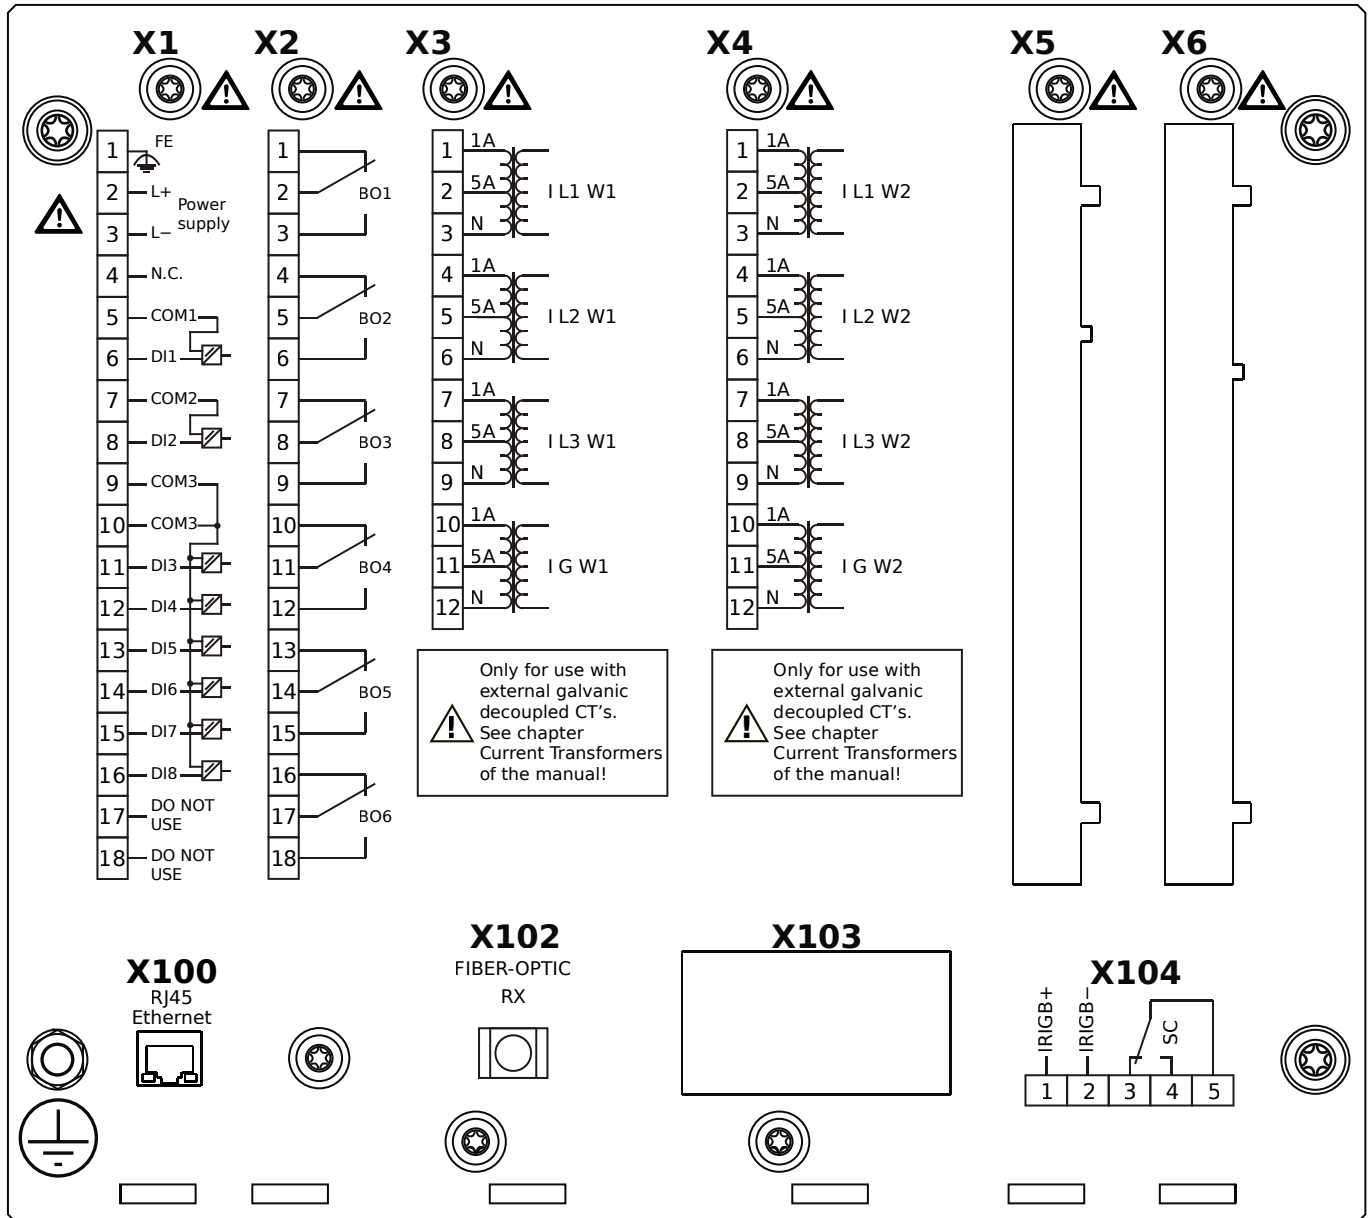 X1
X2
X3
X4
X5
X6
1 FE
2 L+
Power
supply
3 L−
4 N.C.
5 COM1
6 DI1
7 COM2
8 DI2
9 COM3
10 COM3
11 DI3
12 DI4
13 DI5
14 DI6
15 DI7
16 DI8
17 DO NOT
USE
18 DO NOT
USE
1
2 BO1
3
4
5 BO2
6
7
8 BO3
9
10
11 BO4
12
13
14 BO5
15
16
17 BO6
18
1 1A
2 5A I L1 W1
3 N
4 1A
5 5A I L2 W1
6 N
7 1A
8 5A I L3 W1
9 N
10 1A
11 5A I G W1
12 N
Only for use with
external galvanic
decoupled CT's.
See chapter
Current Transformers
of the manual!
1 1A
2 5A I L1 W2
3 N
4 1A
5 5A I L2 W2
6 N
7 1A
8 5A I L3 W2
9 N
10 1A
11 5A I G W2
12 N
Only for use with
external galvanic
decoupled CT's.
See chapter
Current Transformers
of the manual!
X100
RJ45
Ethernet
X102
FIBER-OPTIC
RX
X103
X104
IRIGB+
IRIGB−
SC
1 2 3 4 5